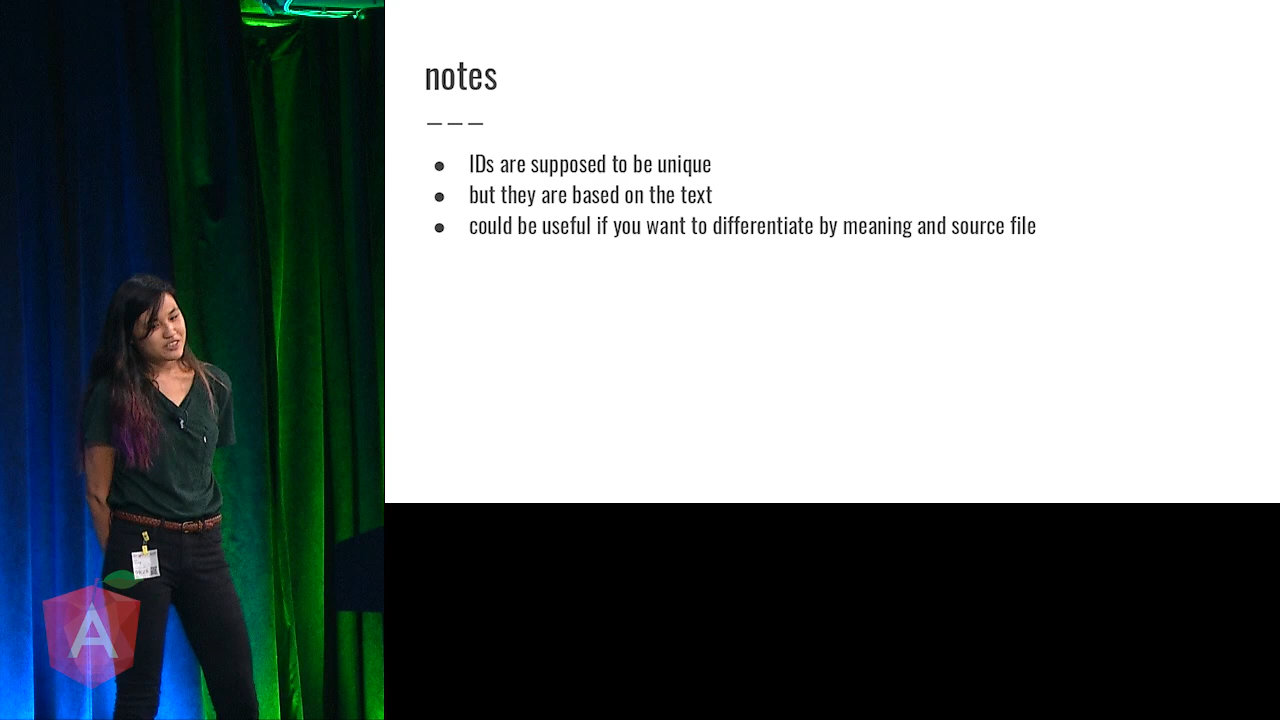 notes
IDs are supposed to be unique
but they are based on the text
could be useful if you want to differentiate by meaning and source file
A